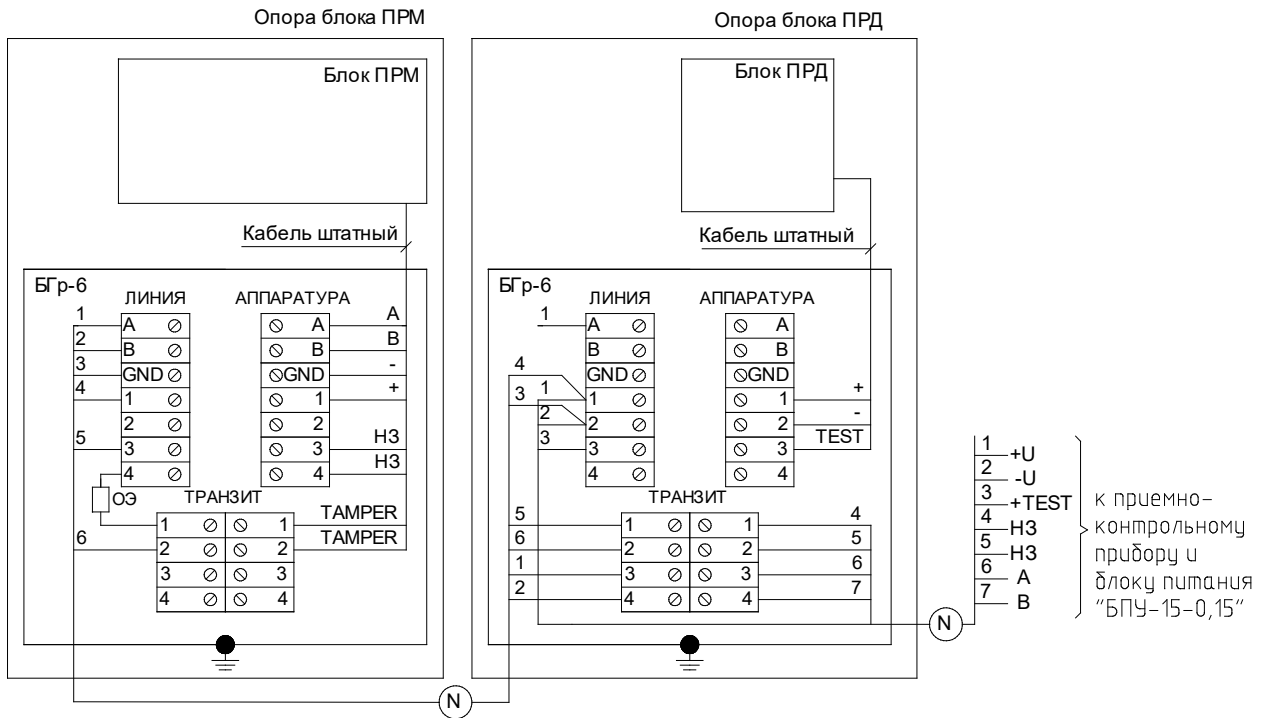 Опора блока ПРМ
Опора блока ПРД
Блок ПРМ
Блок ПРД
Кабель штатный
Кабель штатный
БГр-6
ЛИНИЯ АППАРАТУРА
1 A A A
2 B B B
3 GND GND -
4 1 1 +
2 2
5 3 3 НЗ
4 4 НЗ
ОЭ
ТРАНЗИТ
1 1 TAMPER
6 2 2 TAMPER
3 3
4 4
N
БГр-6
ЛИНИЯ АППАРАТУРА
1 A A
B B
4 GND GND
3 1 1 1 +
2 2 2 -
3 3 3 TEST
4 4
ТРАНЗИТ
5 1 1 4
6 2 2 5
1 3 3 6
2 4 4 7
N
1 +U
2 -U
3 +TEST
4 НЗ
5 НЗ
6 А
7 В
к приемно-
контрольному
прибору и
блоку питания
"БПУ-15-0,15"